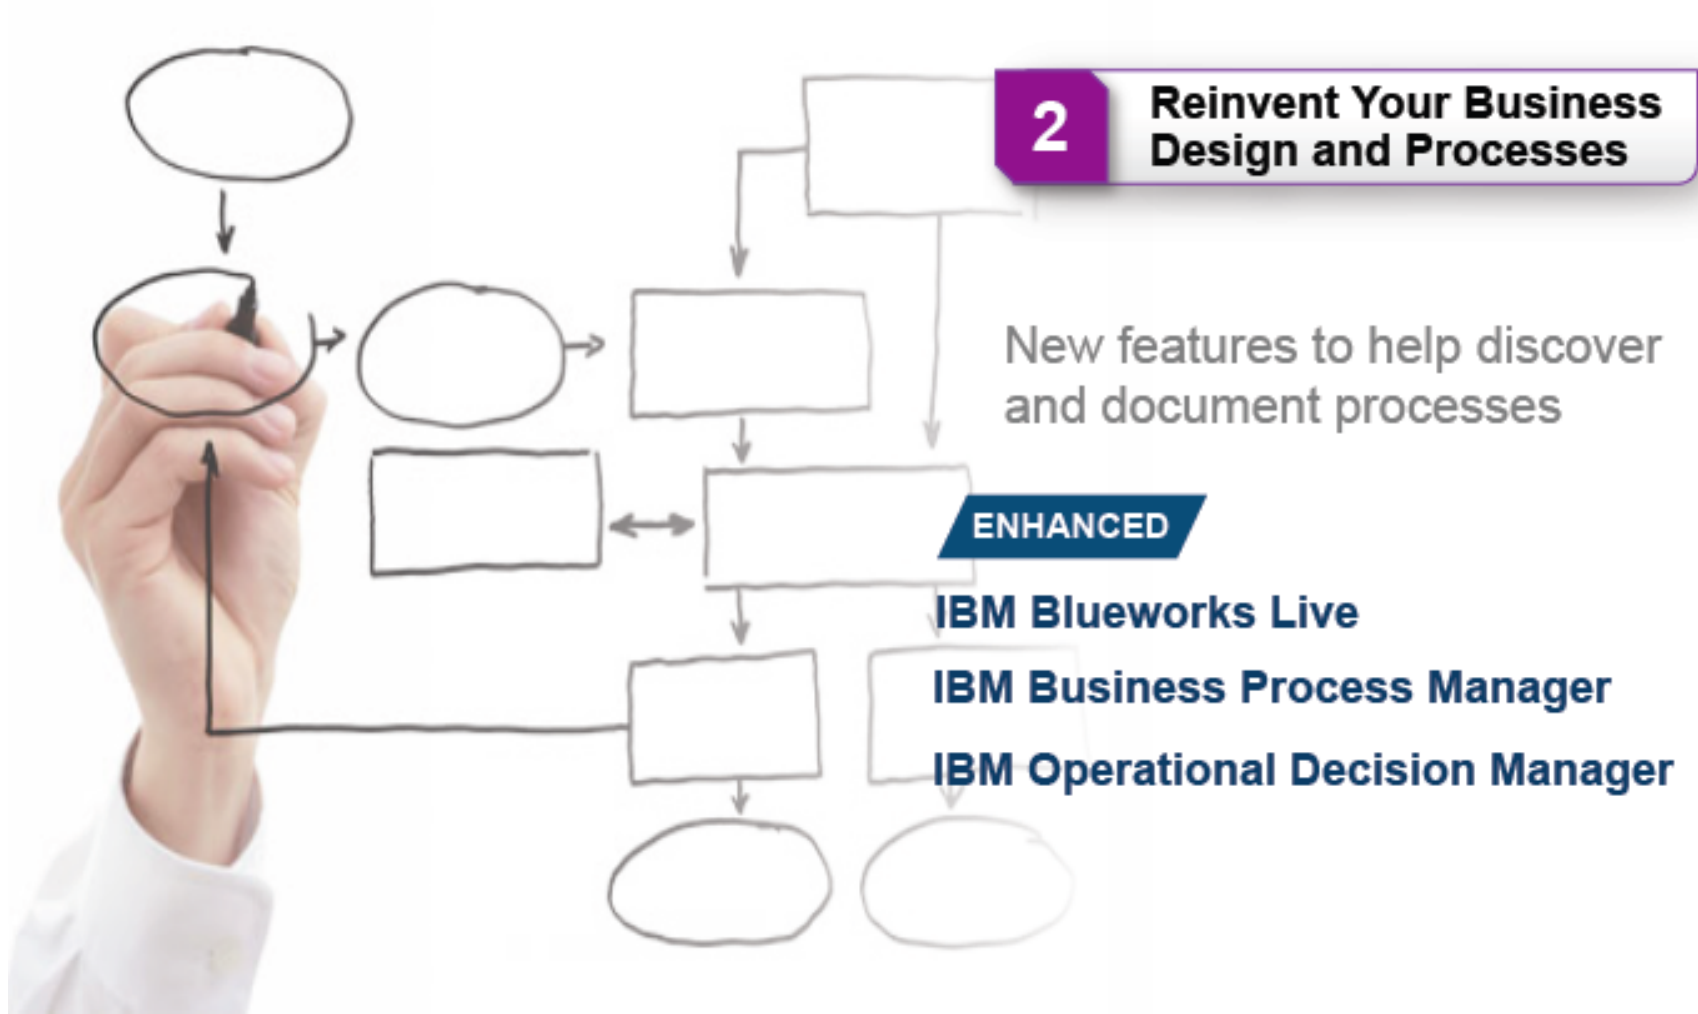 2
Reinvent Your Business
Design and Processes
New features to help discover
and document processes
ENHANCED
IBM Blueworks Live
IBM Business Process Manager
IBM Operational Decision Manager